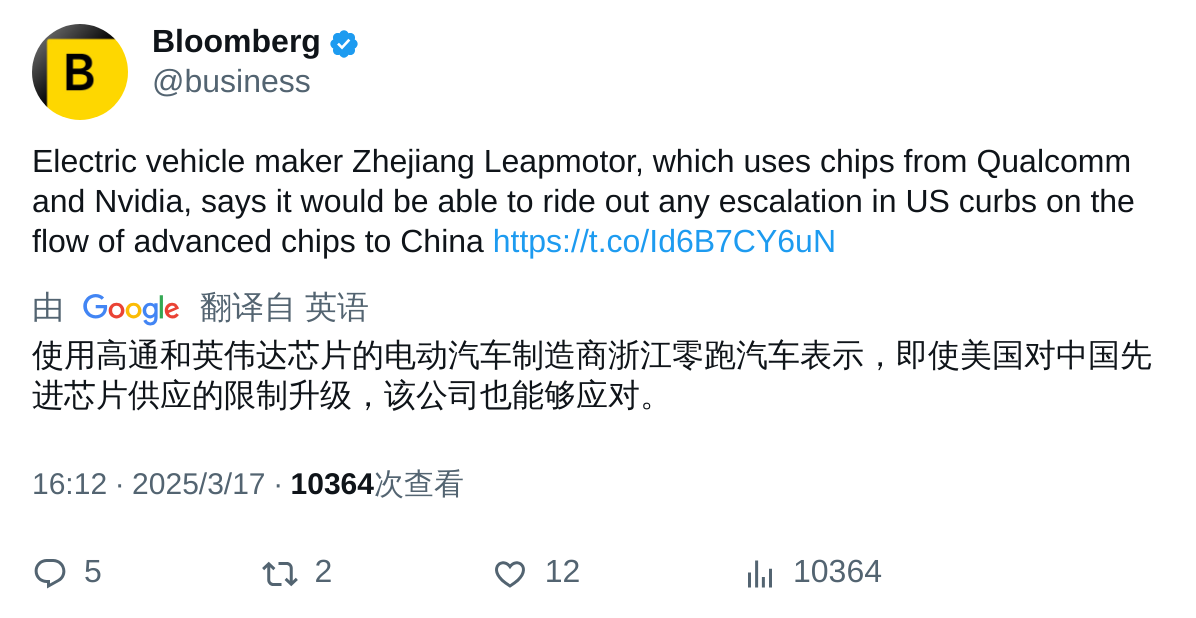 B
Bloomberg
@business
Electric vehicle maker Zhejiang Leapmotor, which uses chips from Qualcomm
and Nvidia, says it would be able to ride out any escalation in US curbs on the
flow of advanced chips to China https://t.co/Id6B7CY6uN
由 Google 翻译自 英语
使用高通和英伟达芯片的电动汽车制造商浙江零跑汽车表示，即使美国对中国先
进芯片供应的限制升级，该公司也能够应对。
16:12 · 2025/3/17 · 10364次查看
5 2 12 10364